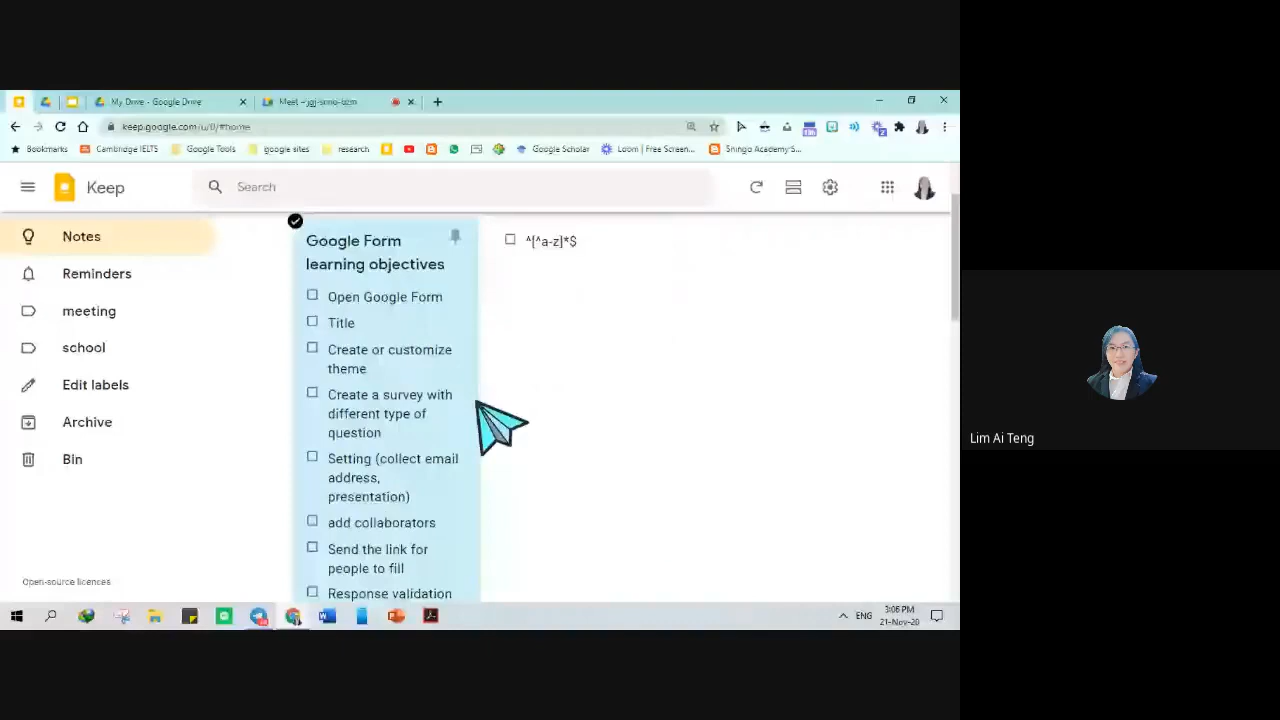 My Drive - Google Drive
keep.google.com/u/0/#home
Bookmarks
Cambridge IELTS
Google Tools
google sites
research
Google Scholar
Loom | Free Screen...
Shingo Academy S...
Keep
Search
Notes
Reminders
meeting
school
Edit labels
Archive
Bin
Open-source licences
Google Form
learning objectives
Open Google Form
Title
Create or customize
theme
Create a survey with
different type of
question
Setting (collect email
address,
presentation)
add collaborators
Send the link for
people to fill
Response validation
^[^a-z]*$
ENG
3:06 PM
21-Nov-20
Lim Ai Teng